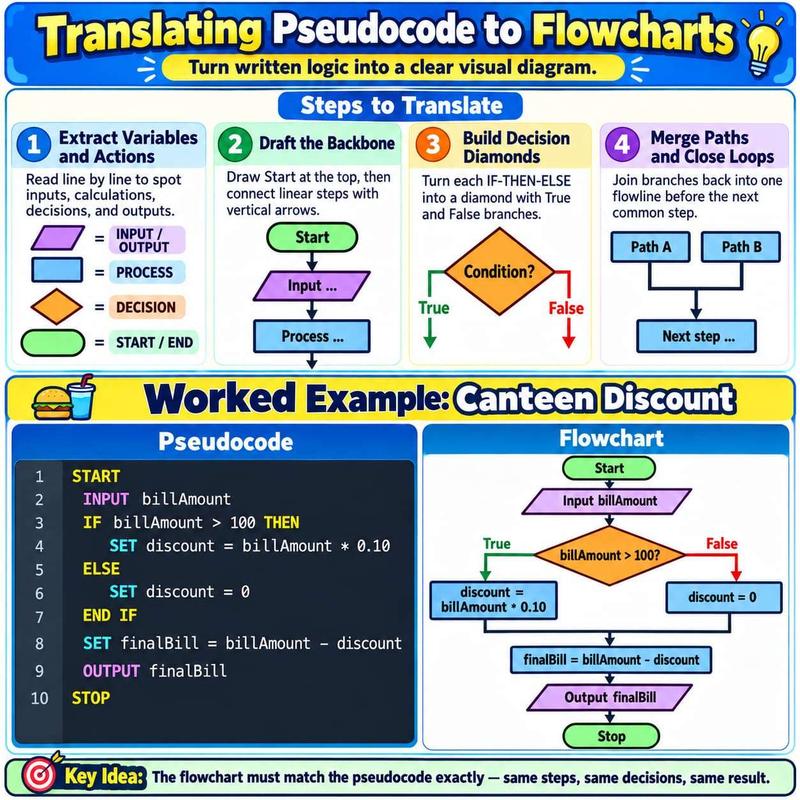 Translating Pseudocode to Flowcharts
Turn written logic into a clear visual diagram.
Steps to Translate
1 Extract Variables
and Actions
Read line by line to spot
inputs, calculations,
decisions, and outputs.
= INPUT /
OUTPUT
= PROCESS
= DECISION
= START / END
2 Draft the Backbone
Draw Start at the top, then
connect linear steps with
vertical arrows.
Start
Input ...
Process ...
3 Build Decision
Diamonds
Turn each IF-THEN-ELSE
into a diamond with True
and False branches.
Condition?
True False
4 Merge Paths
and Close Loops
Join branches back into one
flowline before the next
common step.
Path A Path B
Next step ...
Worked Example: Canteen Discount
Pseudocode
1 START
2 INPUT billAmount
3 IF billAmount > 100 THEN
4 SET discount = billAmount * 0.10
5 ELSE
6 SET discount = 0
7 END IF
8 SET finalBill = billAmount – discount
9 OUTPUT finalBill
10 STOP
Flowchart
Start
Input billAmount
True False
billAmount > 100?
discount =
billAmount * 0.10
discount = 0
finalBill = billAmount – discount
Output finalBill
Stop
Key Idea: The flowchart must match the pseudocode exactly — same steps, same decisions, same result.